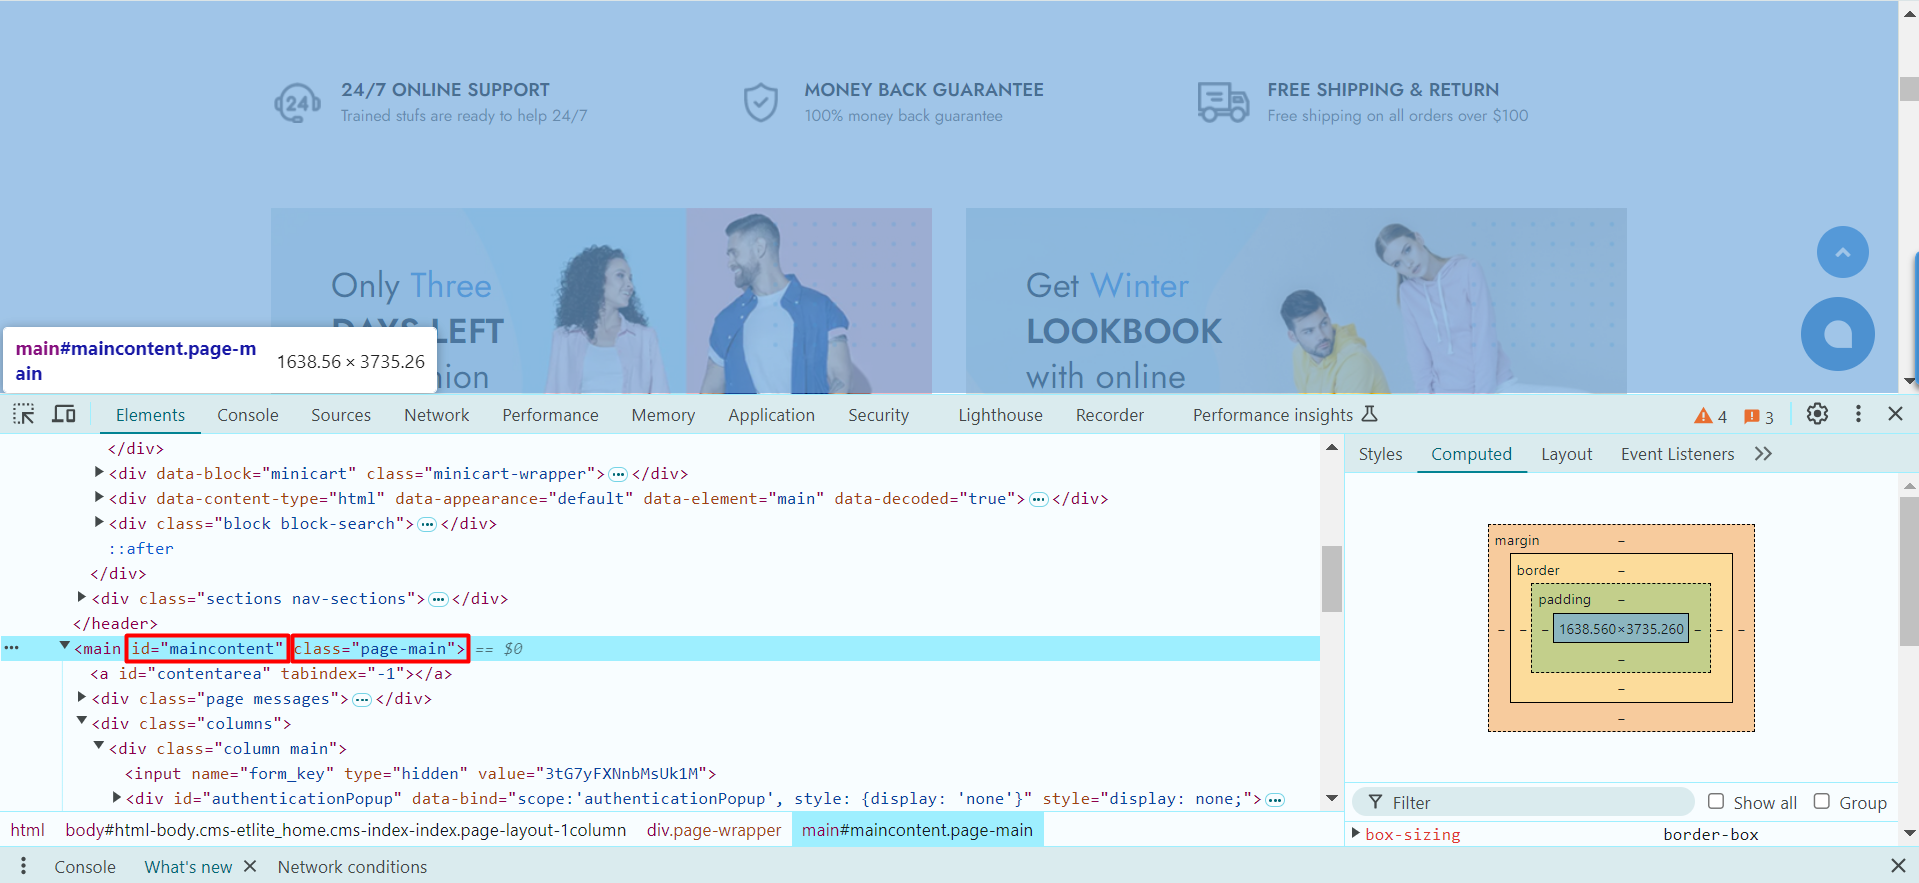 24/7 ONLINE SUPPORT
Trained stufs are ready to help 24/7
24
MONEY BACK GUARANTEE
100% money back guarantee
FREE SHIPPING & RETURN
Free shipping on all orders over $100
Only Three
DAYS LEFT
nion
Get Winter
LOOKBOOK
with online
main#maincontent.page-m
ain
1638.56 × 3735.26
Elements Console Sources Network Performance Memory Application Security Lighthouse Recorder Performance insights 4 3
</div>
<div data-block="minicart" class="minicart-wrapper">…</div>
<div data-content-type="html" data-appearance="default" data-element="main" data-decoded="true">…</div>
<div class="block block-search">…</div>
::after
</div>
<div class="sections nav-sections">…</div>
</header>
… <main id="maincontent" class="page-main"> == $0
<a id="contentarea" tabindex="-1"></a>
<div class="page messages">…</div>
<div class="columns">
<div class="column main">
<input name="form_key" type="hidden" value="3tG7yFXNnbMsUk1M">
<div id="authenticationPopup" data-bind="scope:'authenticationPopup', style: {display: 'none'}" style="display: none;">…
html body#html-body.cms-etlite_home.cms-index-index.page-layout-1column div.page-wrapper main#maincontent.page-main
Styles Computed Layout Event Listeners
margin –
border –
padding –
– – – 1638.560×3735.260 – – –
–
–
–
Filter Show all Group
box-sizing border-box
Console What's new Network conditions